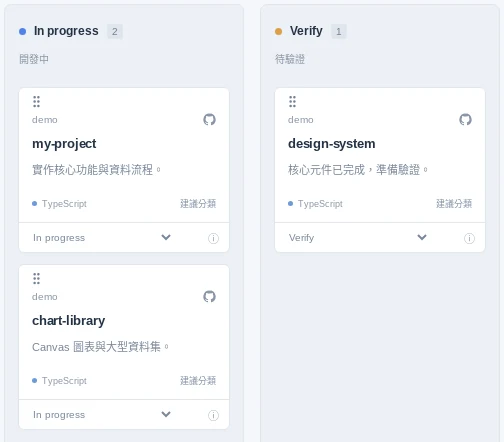 In progress 2
開發中
demo
my-project
實作核心功能與資料流程。
TypeScript 建議分類
In progress
demo
chart-library
Canvas 圖表與大型資料集。
TypeScript 建議分類
In progress
Verify 1
待驗證
demo
design-system
核心元件已完成，準備驗證。
TypeScript 建議分類
Verify